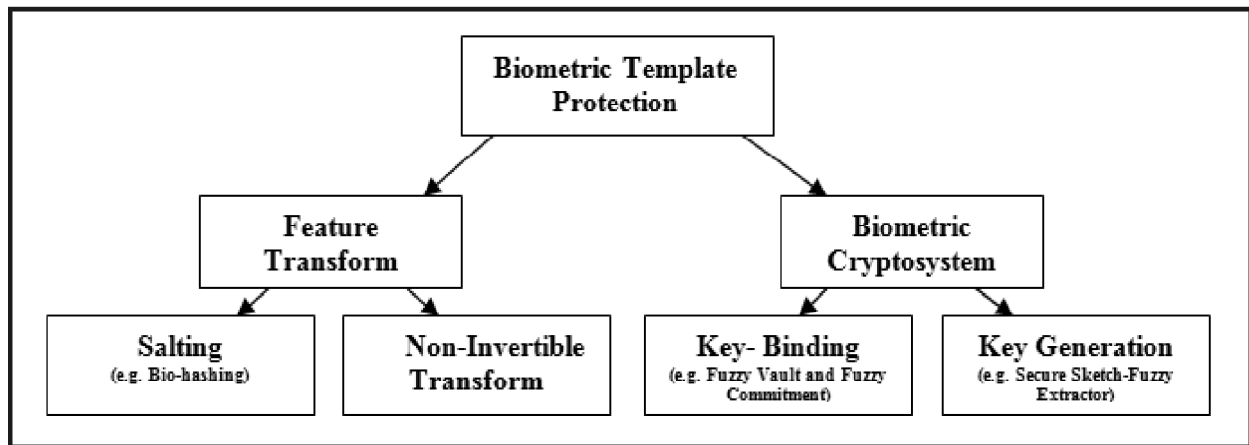 Biometric Template
Protection
Feature
Transform
Biometric
Cryptosystem
Salting
(e.g. Bio-hashing)
Non-Invertible
Transform
Key- Binding
(e.g. Fuzzy Vault and Fuzzy
Commitment)
Key Generation
(e.g. Secure Sketch-Fuzzy
Extractor)